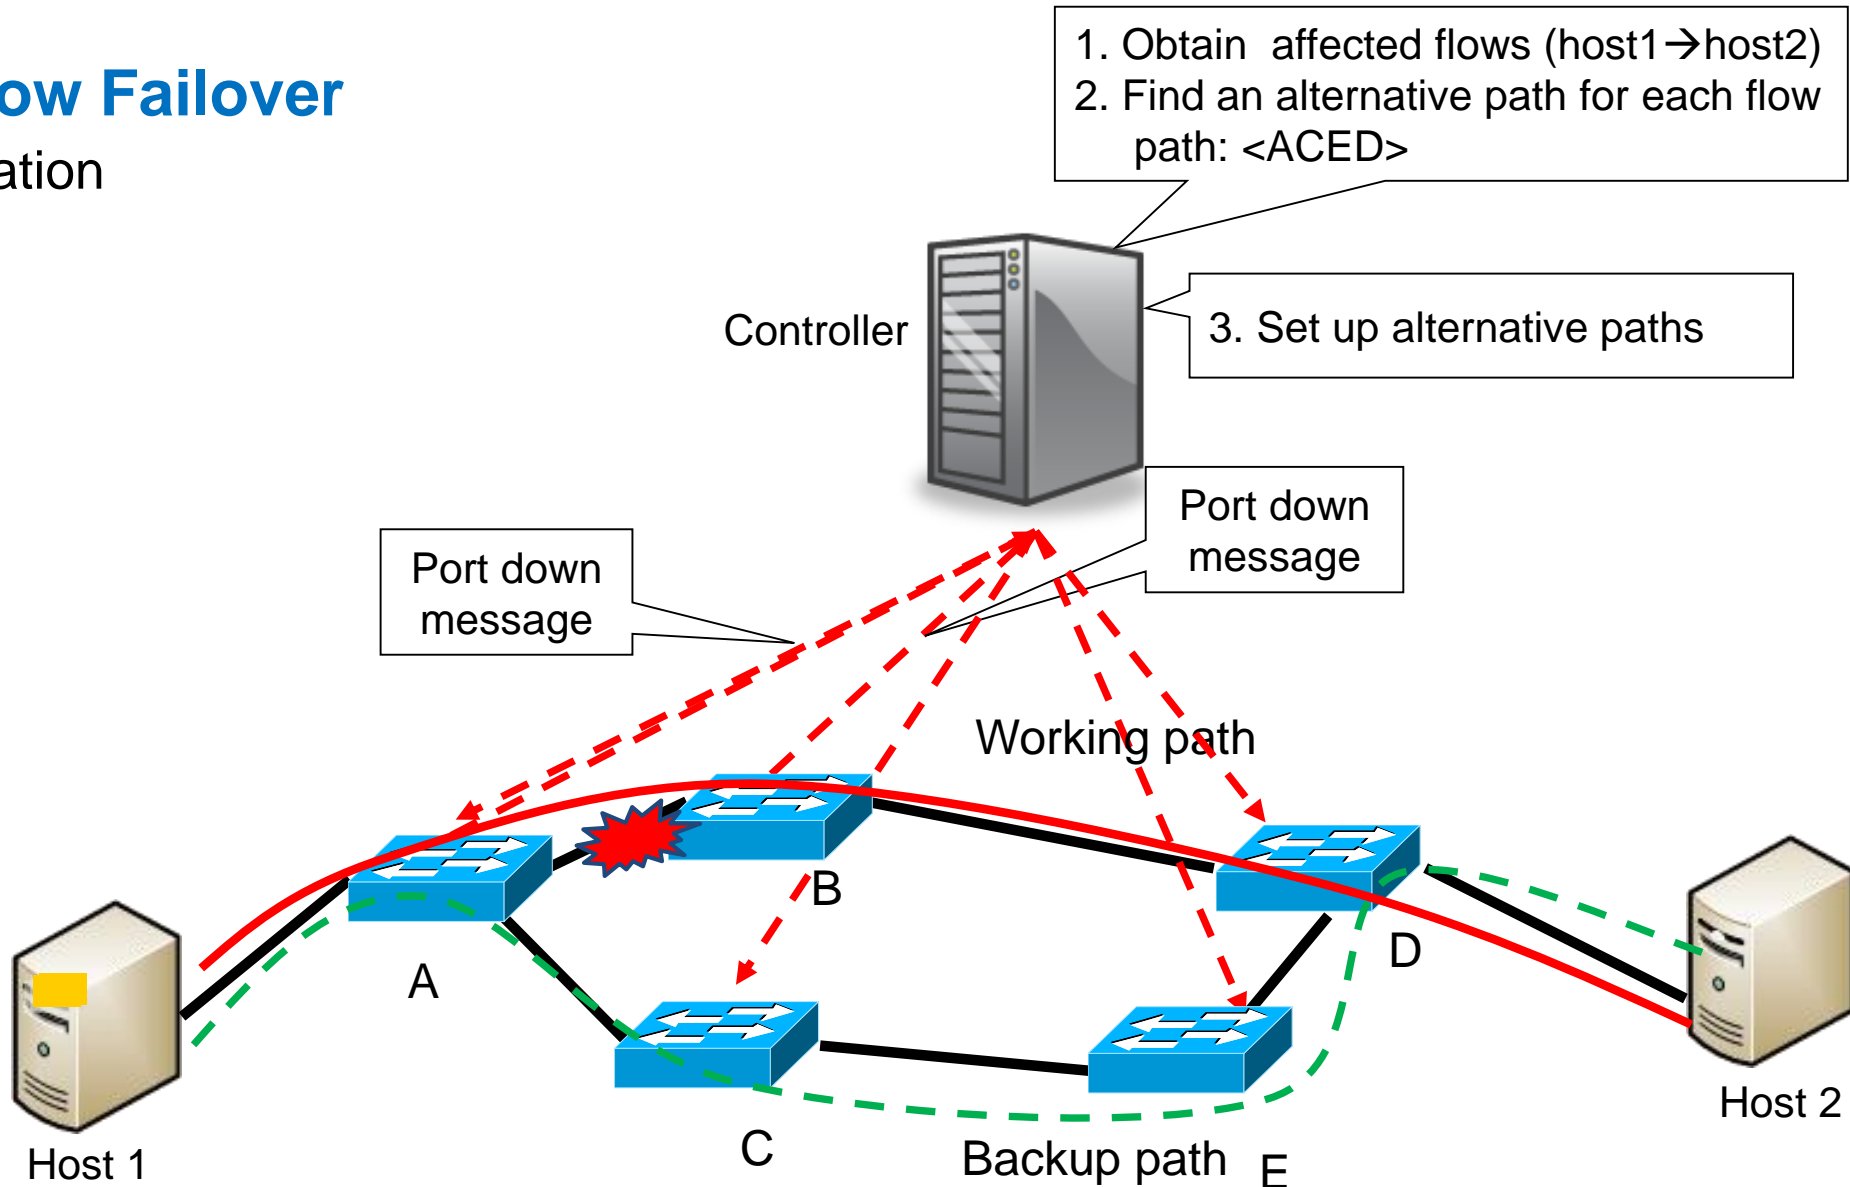 ow Failover
ation
1. Obtain  affected flows (host1→host2)
2. Find an alternative path for each flow
path: <ACED>
Controller
3. Set up alternative paths
Port down
message
Port down
message
Working path
B
A
D
C
Backup path
E
Host 1
Host 2